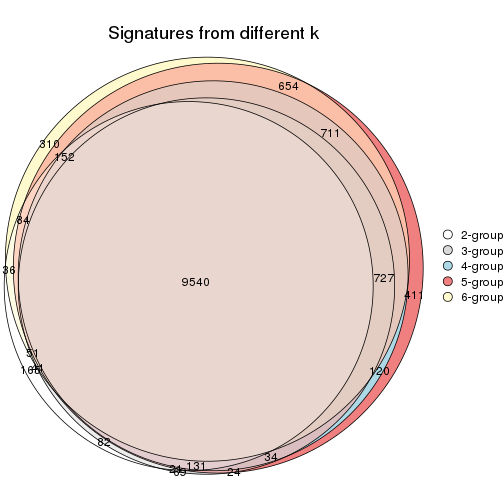 Signatures from different k
654
711
310
152
84
36
9540
727
411
2-group
3-group
4-group
5-group
6-group
51
120
82
34
131
24